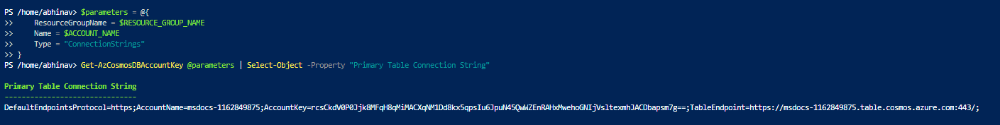 PS /home/abhinav> $parameters = @{
>>     ResourceGroupName = $RESOURCE_GROUP_NAME
>>     Name = $ACCOUNT_NAME
>>     Type = "ConnectionStrings"
>> }
PS /home/abhinav> Get-AzCosmosDBAccountKey @parameters | Select-Object -Property "Primary Table Connection String"
Primary Table Connection String
-------------------------------
DefaultEndpointsProtocol=https;AccountName=msdocs-1162849875;AccountKey=rcsCkdV0P0Jjk8MFqH8qMiMACXqNM1Dd8kx5qpsIu6JpuN45QwWZEnRAHxMwehoGNIjVsltexmhJACDbapsm7g==;TableEndpoint=https://msdocs-1162849875.table.cosmos.azure.com:443/;